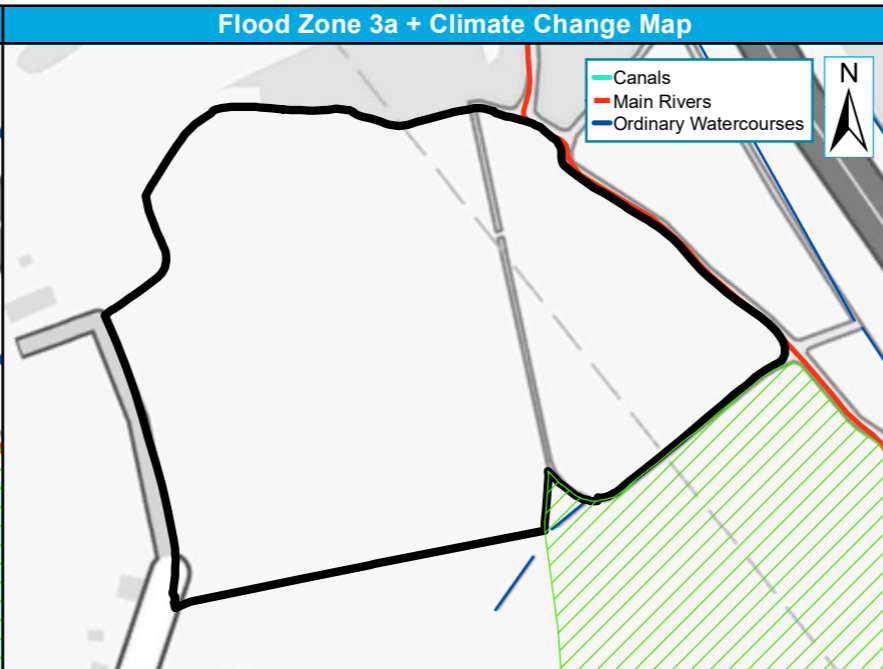 Flood Zone 3a + Climate Change Map
Canals
Main Rivers
Ordinary Watercourses
N